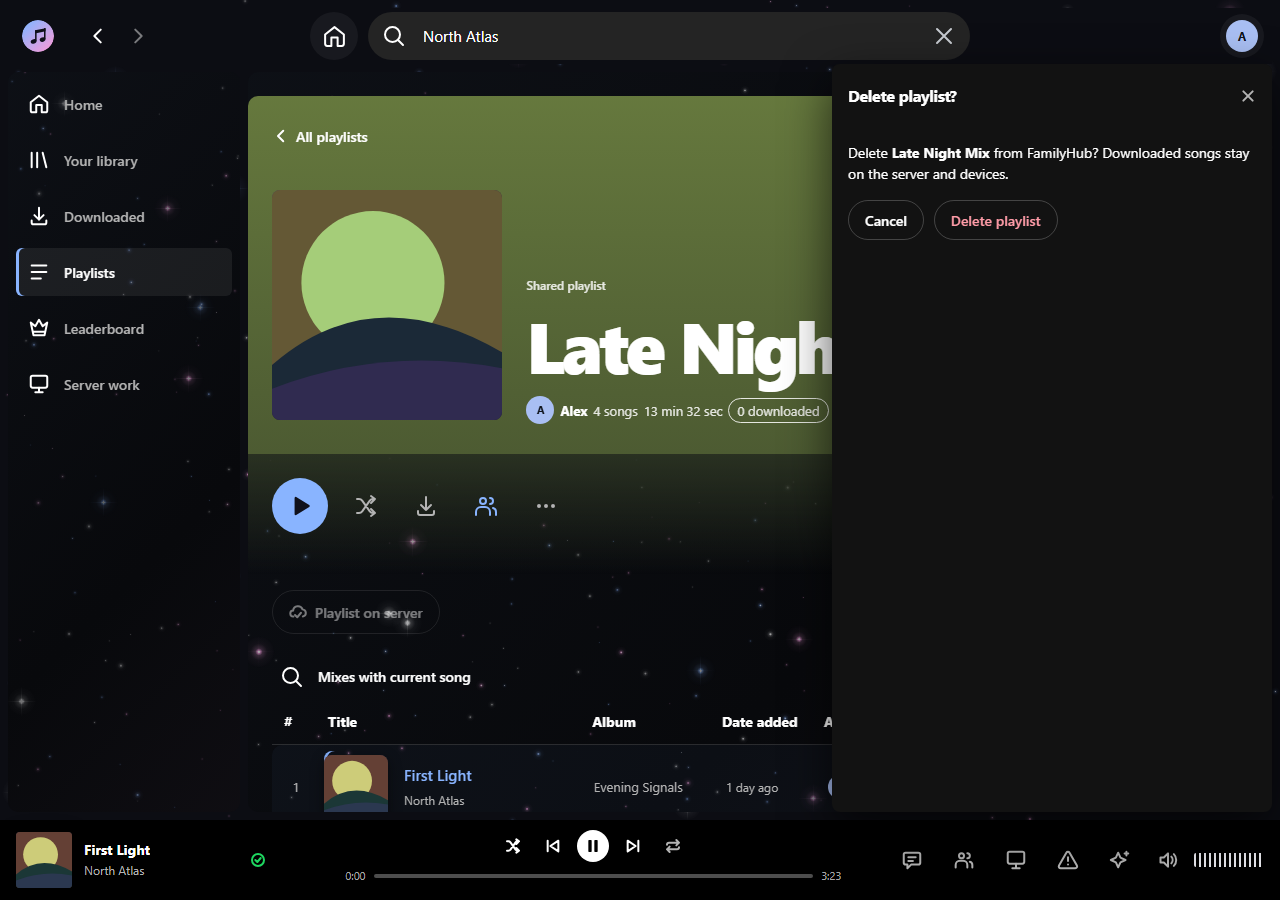 North Atlas
A
Home
Your library
Downloaded
Playlists
Leaderboard
Server work
All playlists
Shared playlist
Late Nigh
A Alex 4 songs 13 min 32 sec 0 downloaded
Playlist on server
Mixes with current song
# Title Album Date added A
1 First Light Evening Signals 1 day ago
North Atlas
Delete playlist?
Delete Late Night Mix from FamilyHub? Downloaded songs stay
on the server and devices.
Cancel Delete playlist
First Light
North Atlas
0:00 3:23